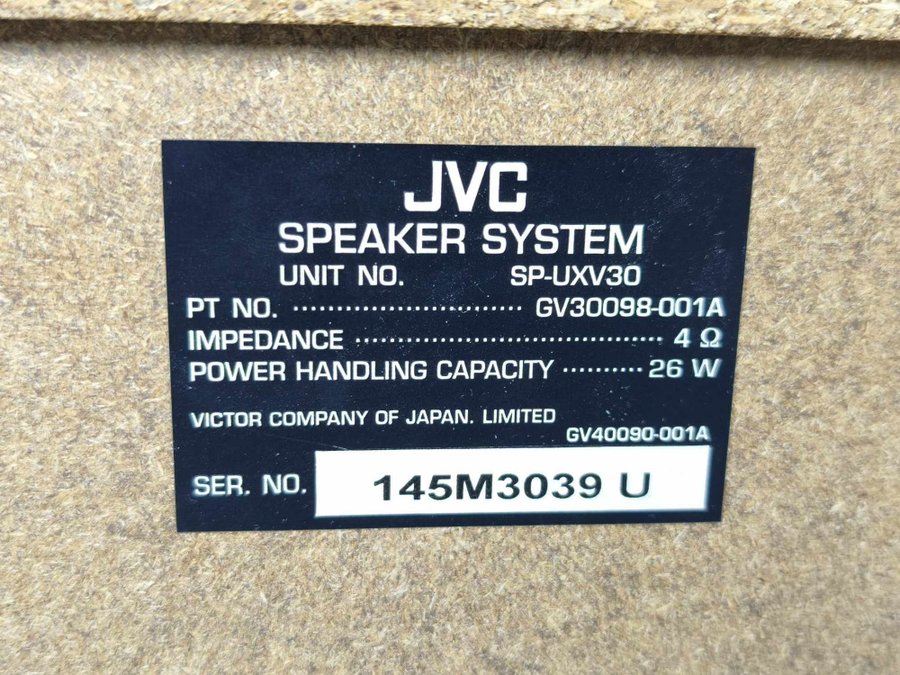 JVC
SPEAKER SYSTEM
UNIT NO. SP-UXV30
PT NO. ........................... GV30098-001A
IMPEDANCE ..................................... 4 Ω
POWER HANDLING CAPACITY .......... 26 W
VICTOR COMPANY OF JAPAN. LIMITED
GV40090-001A
SER. NO. 145M3039 U